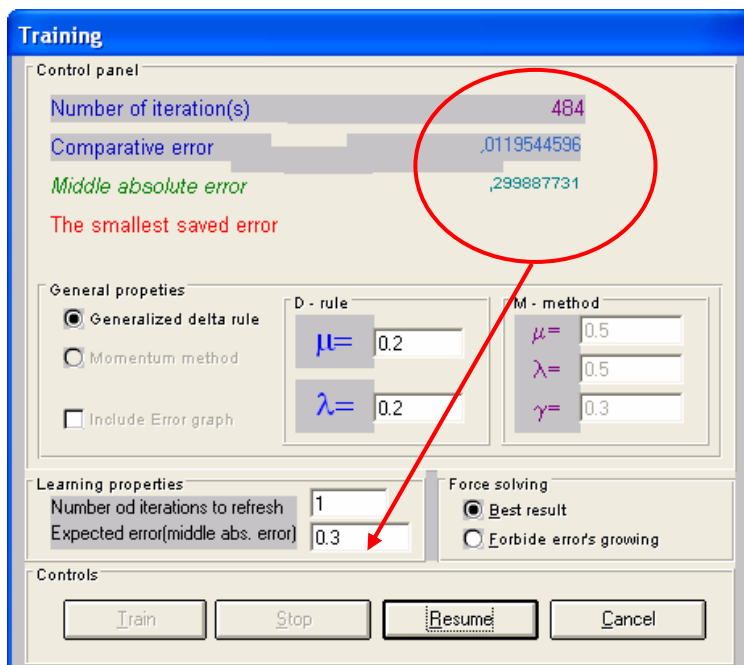 Training
Control panel
Number of iteration(s) 484
Comparative error ,0119544596
Middle absolute error ,299887731
The smallest saved error
General propeties
Generalized delta rule
Momentum method
Include Error graph
D - rule
μ= 0.2
λ= 0.2
M - method
μ= 0.5
λ= 0.5
γ= 0.3
Learning properties
Number od iterations to refresh 1
Expected error(middle abs. error) 0.3
Force solving
Best result
Forbide error's growing
Controls
Train Stop Resume Cancel